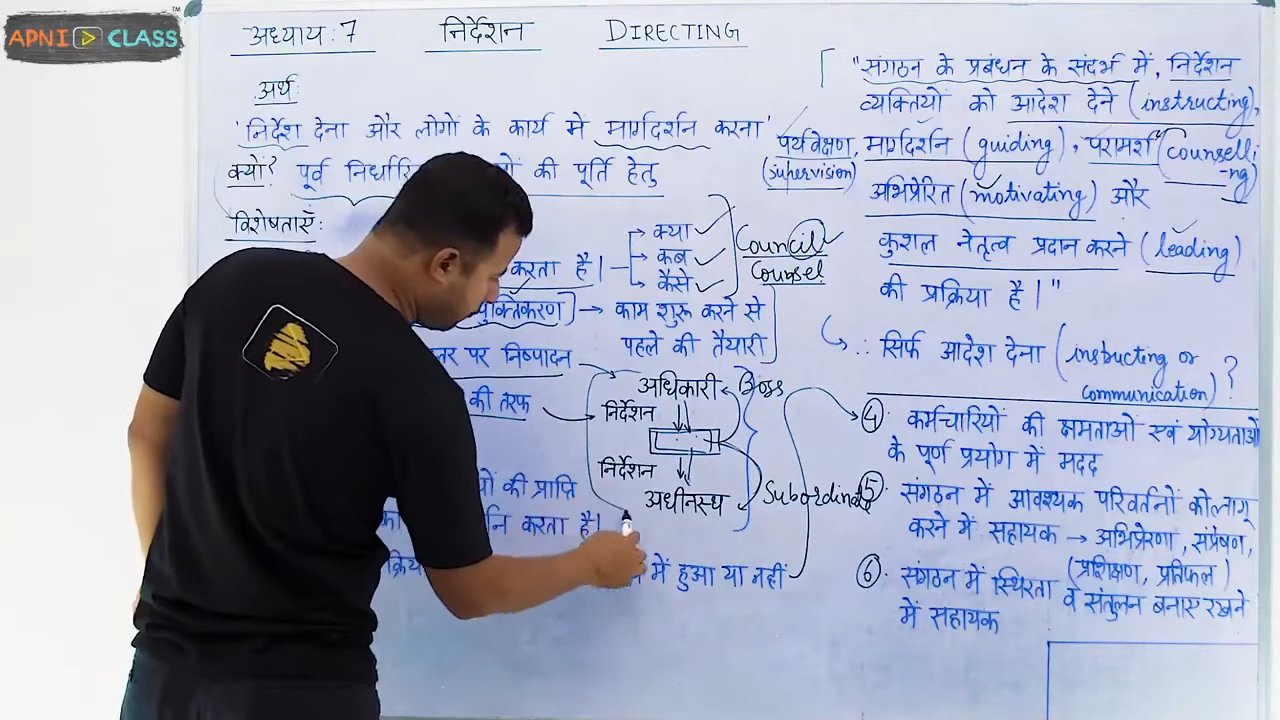 APNI CLASS
TM
अध्याय : 7 निर्देशन DIRECTING
अर्थ:
'निर्देश देना और लोगों के कार्य में मार्गदर्शन करना'
क्यों? पूर्व की पूर्ति हेतु
विशेषताएँ:
करता है।
क्या
कब
कैसे
Council
Counsel
युक्तिकरण → काम शुरू करने से
पहले की तैयारी
पर निष्पादन
की तरफ
अधिकारी Boss
निर्देशन
निर्देशन
अधीनस्थ
की प्राप्ति
करता है।
में हुआ या नहीं
"संगठन के प्रबंधन के संदर्भ में, निर्देशन
व्यक्तियों को आदेश देने (instructing),
पर्यवेक्षण, मार्गदर्शन (guiding), परामर्श (counselli
(supervision)
-ng)
अभिप्रेरित (motivating) और
कुशल नेतृत्व प्रदान करने (leading)
की प्रक्रिया है।"
∴ सिर्फ आदेश देना (instructing or
communication) ?
④. कर्मचारियों की क्षमताओं एवं योग्यताओं
के पूर्ण प्रयोग में मदद
⑤. संगठन में आवश्यक परिवर्तनों को लागू
करने में सहायक → अभिप्रेरणा, संप्रेषण,
(प्रशिक्षण, प्रतिफल)
⑥. संगठन में स्थिरता व संतुलन बनाए रखने
में सहायक